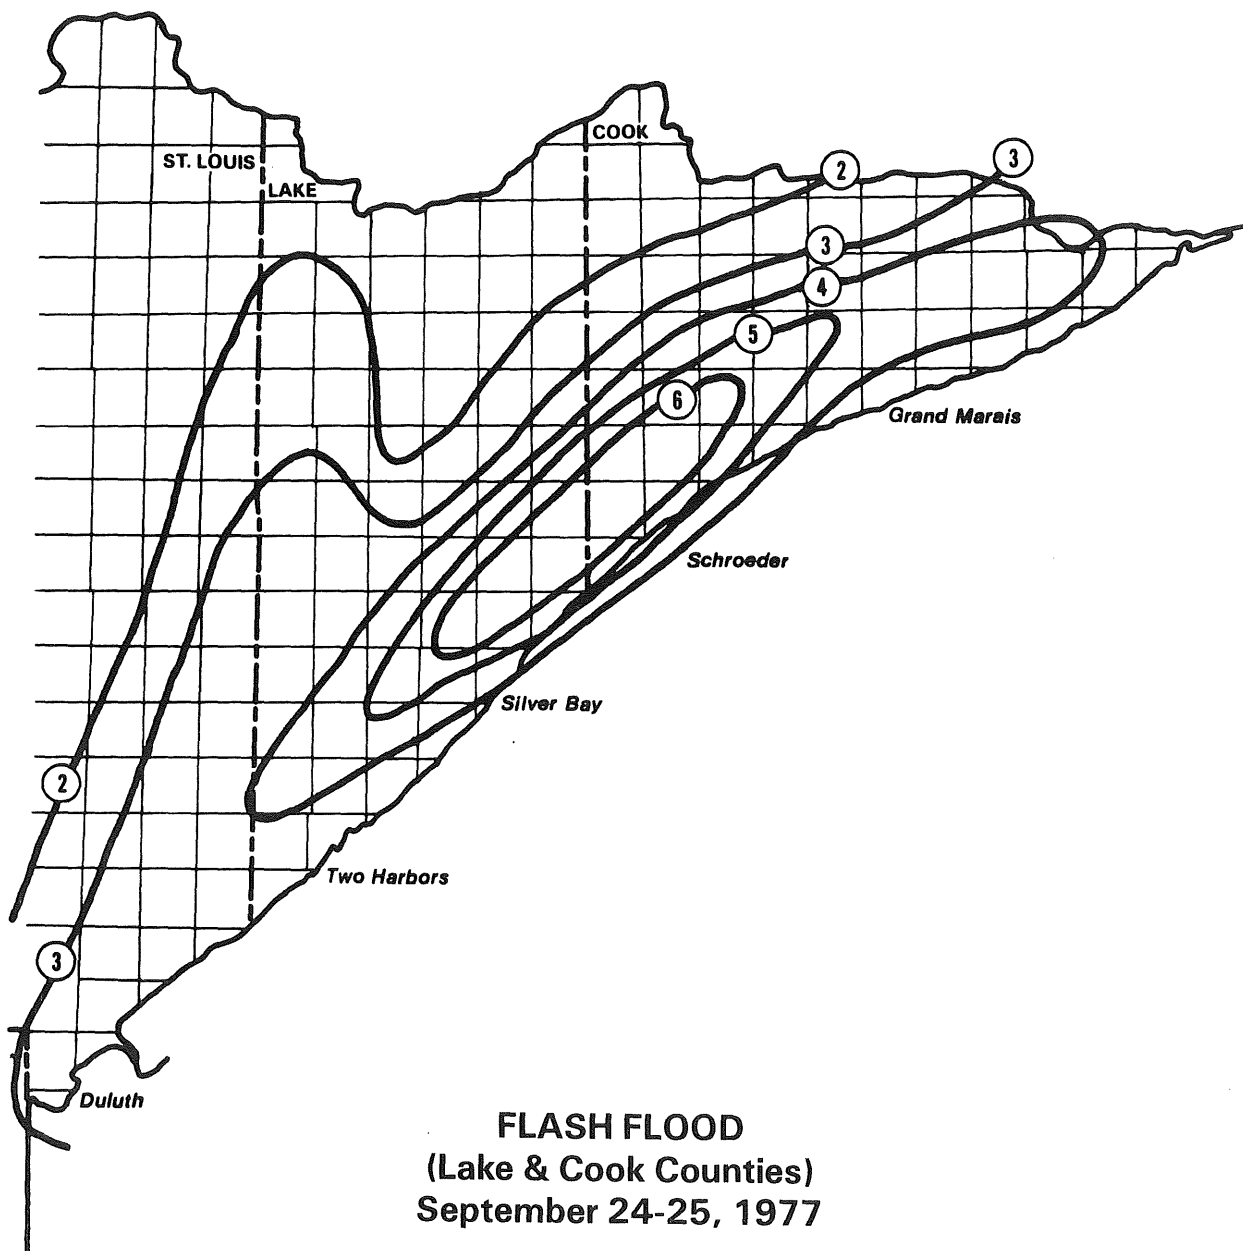 COOK
ST. LOUIS
LAKE
2
3
3
4
5
6
Grand Marais
Schroeder
Silver Bay
2
Two Harbors
3
Duluth
FLASH FLOOD
(Lake & Cook Counties)
September 24-25, 1977